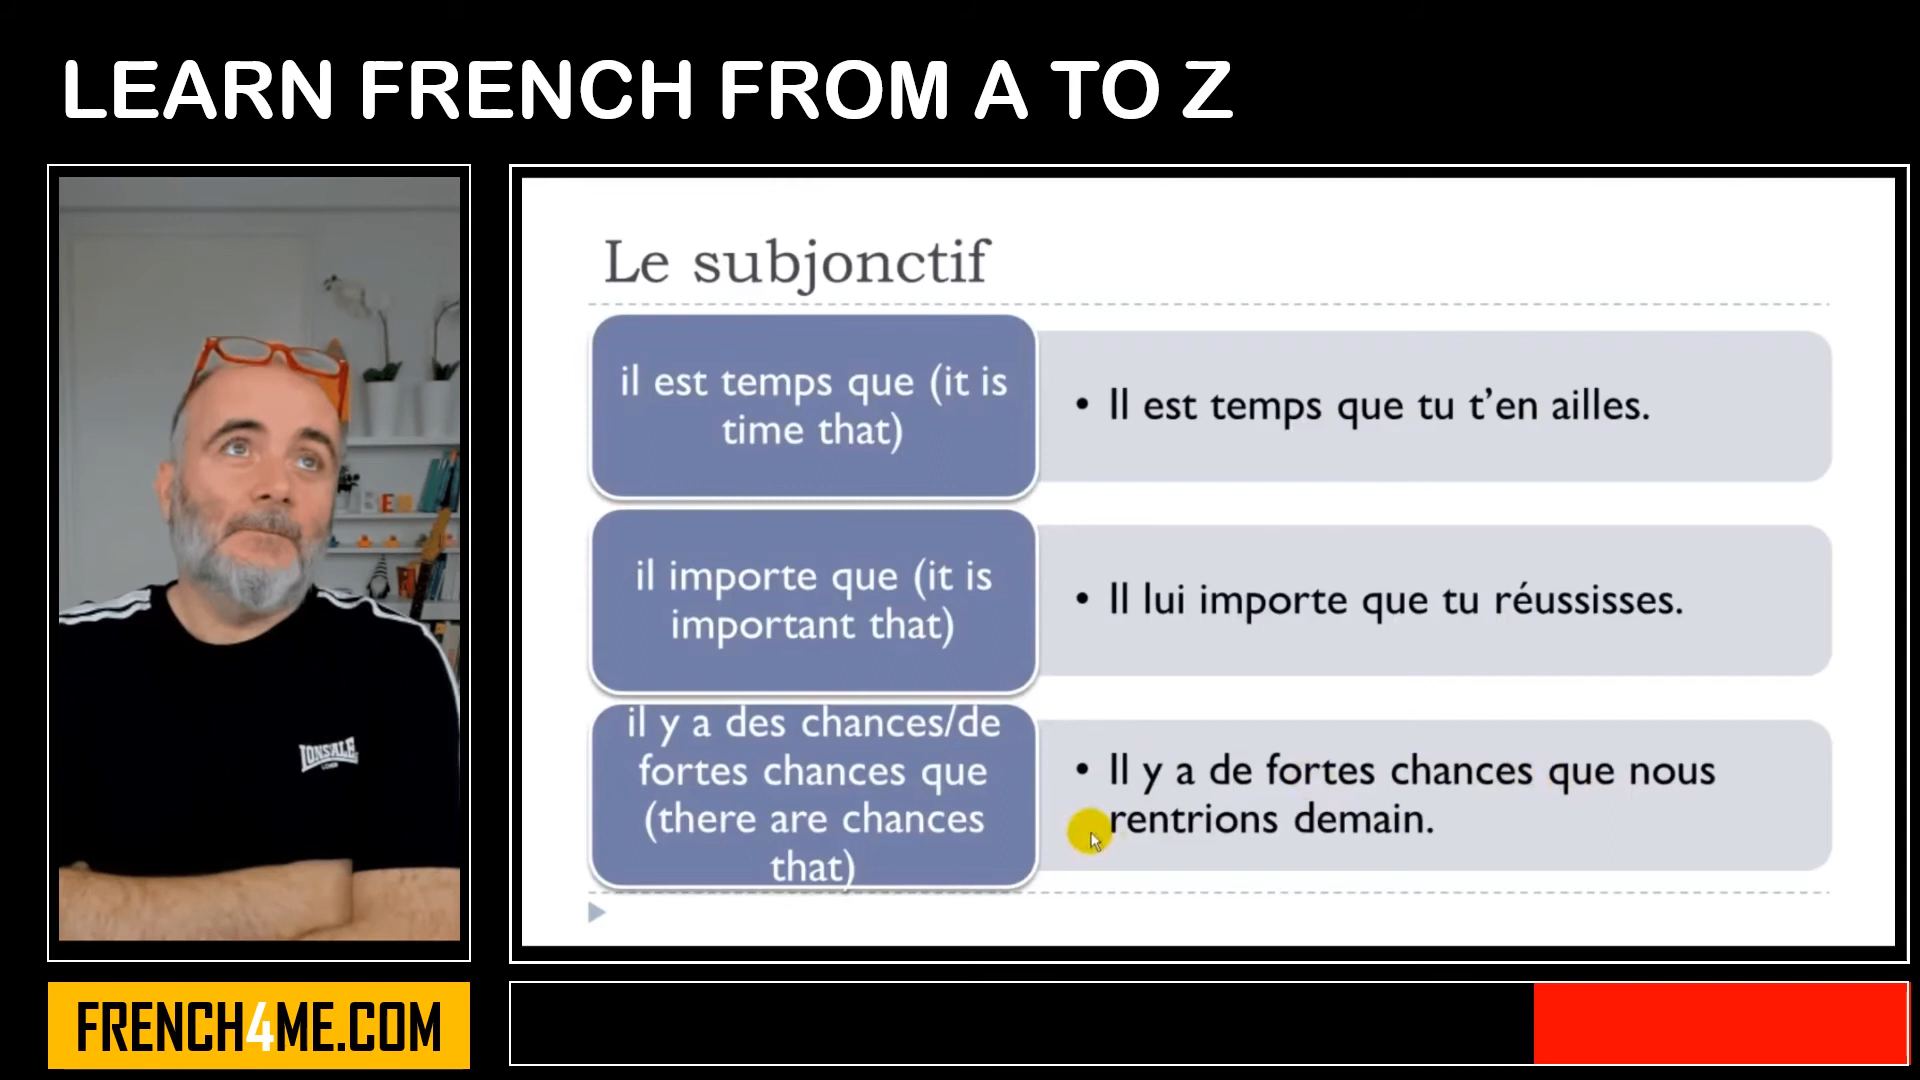 LEARN FRENCH FROM A TO Z
Le subjonctif
il est temps que (it is
time that)
• Il est temps que tu t’en ailles.
il importe que (it is
important that)
• Il lui importe que tu réussisses.
il y a des chances/de
fortes chances que
(there are chances
that)
• Il y a de fortes chances que nous
rentrions demain.
LONSDALE
FRENCH4ME.COM